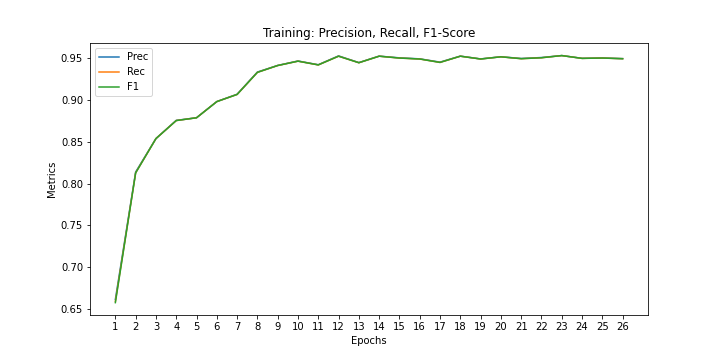 Training: Precision, Recall, F1-Score
Prec
Rec
F1
Metrics
0.95
0.90
0.85
0.80
0.75
0.70
0.65
1 2 3 4 5 6 7 8 9 10 11 12 13 14 15 16 17 18 19 20 21 22 23 24 25 26
Epochs